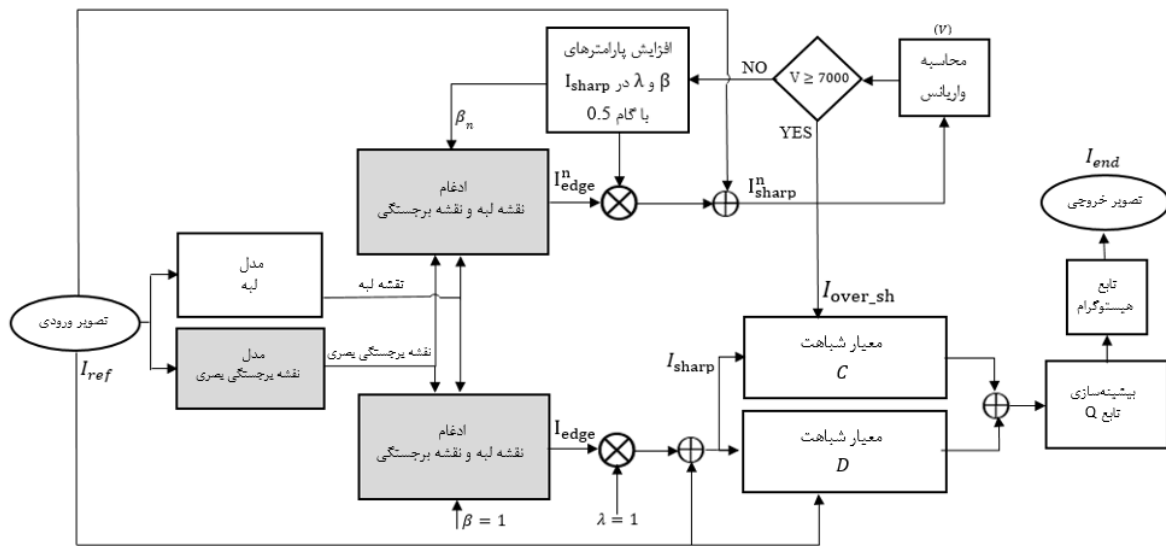 (V)
محاسبه
واریانس
V ≥ 7000
NO
YES
افزایش پارامترهای
β و λ در I_sharp
با گام 0.5
β_n
ادغام
نقشه لبه و نقشه برجستگی
I^n_edge
I^n_sharp
I_end
تصویر خروجی
تابع
هیستوگرام
مدل
لبه
نقشه لبه
تصویر ورودی
I_ref
مدل
نقشه برجستگی بصری
نقشه برجستگی بصری
I_over_sh
معیار شباهت
C
I_sharp
بیشینه‌سازی
تابع Q
ادغام
نقشه لبه و نقشه برجستگی
I_edge
معیار شباهت
D
β = 1
λ = 1